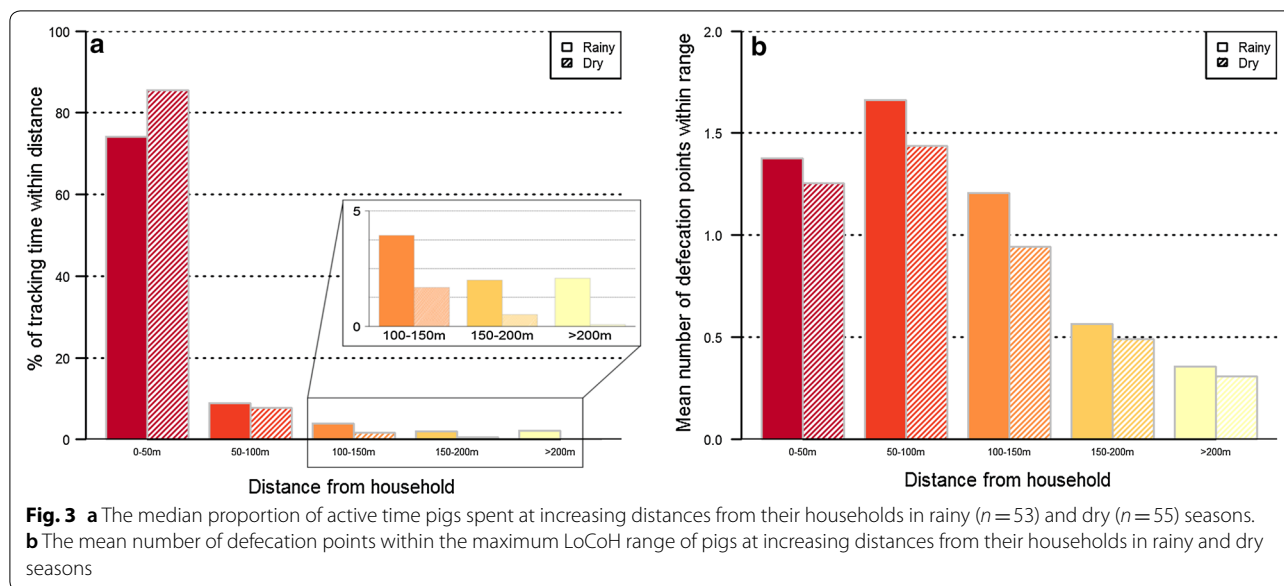 a
Rainy
Dry
100
80
60
40
20
0
% of tracking time within distance
5
0
100-150m 150-200m >200m
0-50m 50-100m 100-150m 150-200m >200m
Distance from household
b
Rainy
Dry
2.0
1.5
1.0
0.5
0.0
Mean number of defecation points within range
0-50m 50-100m 100-150m 150-200m >200m
Distance from household
Fig. 3 a The median proportion of active time pigs spent at increasing distances from their households in rainy (n = 53) and dry (n = 55) seasons.
b The mean number of defecation points within the maximum LoCoH range of pigs at increasing distances from their households in rainy and dry
seasons